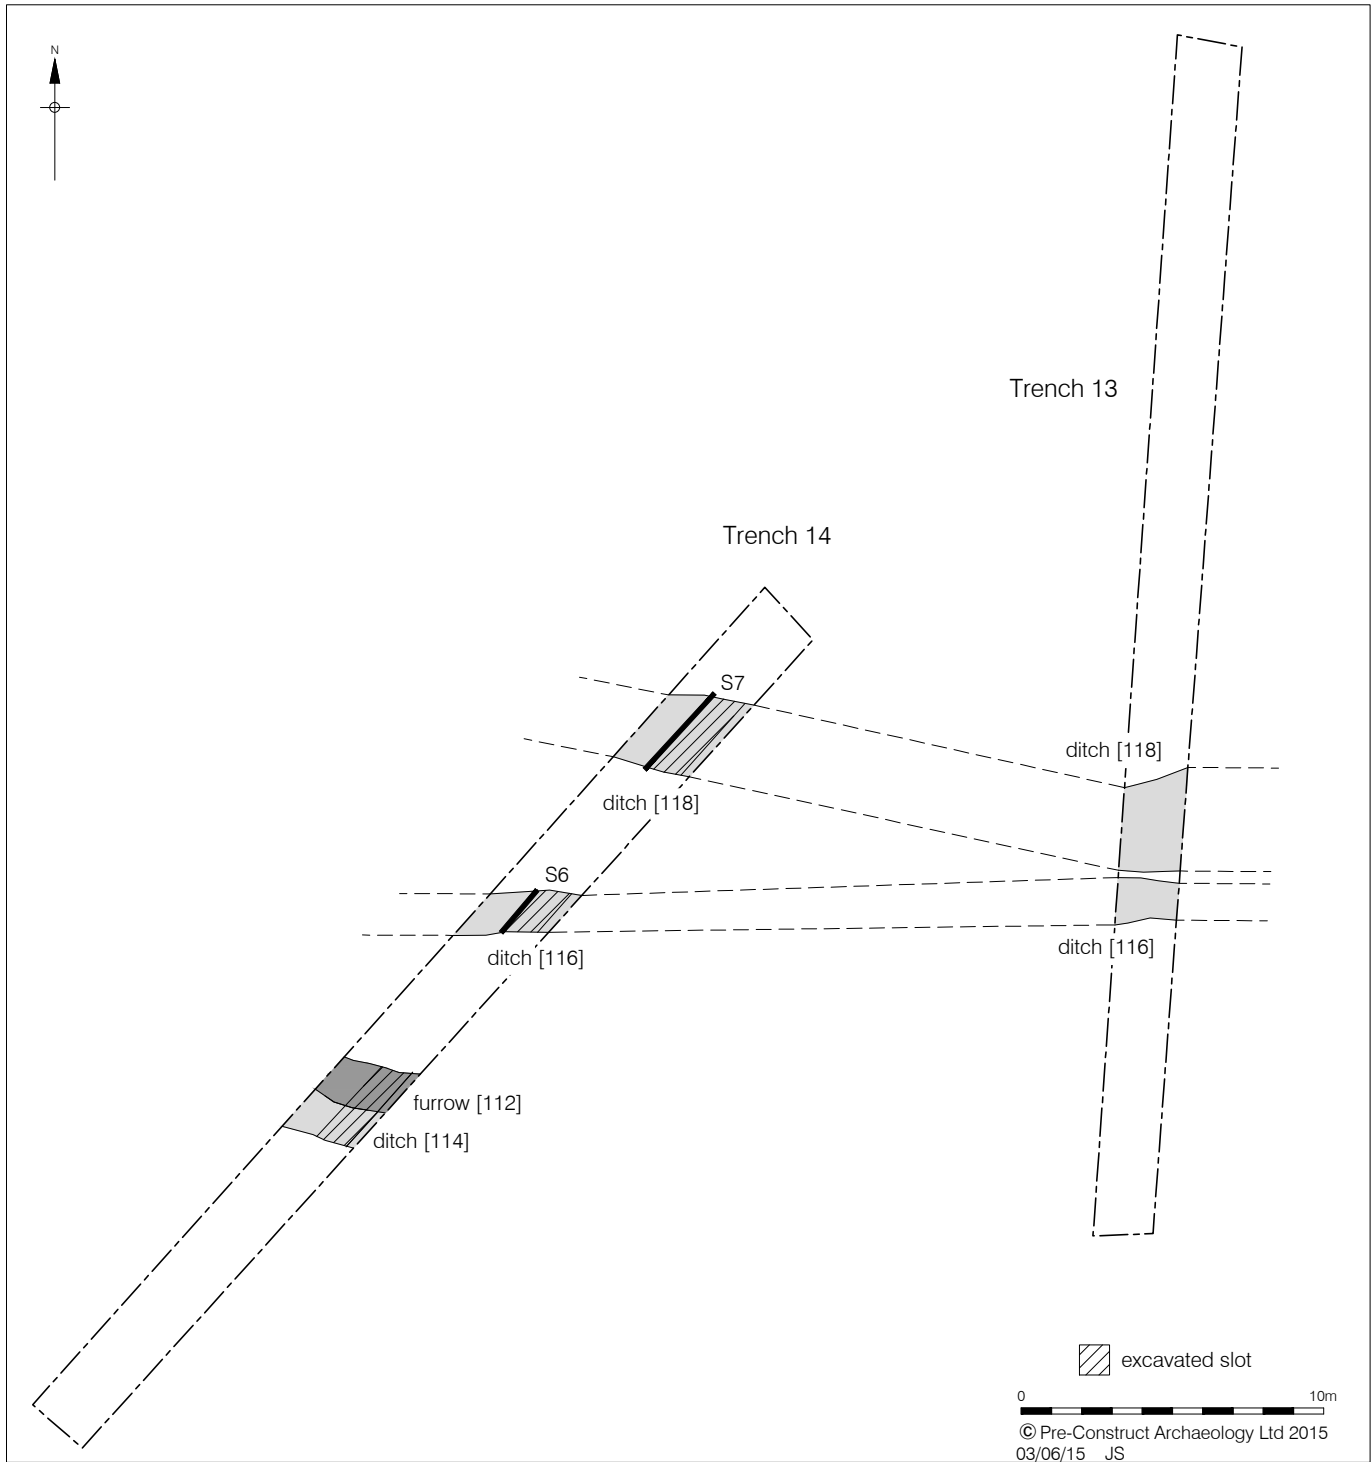 N
Trench 13
Trench 14
S7
ditch [118]
ditch [118]
S6
ditch [116]
ditch [116]
furrow [112]
ditch [114]
excavated slot
0 10m
© Pre-Construct Archaeology Ltd 2015
03/06/15 JS